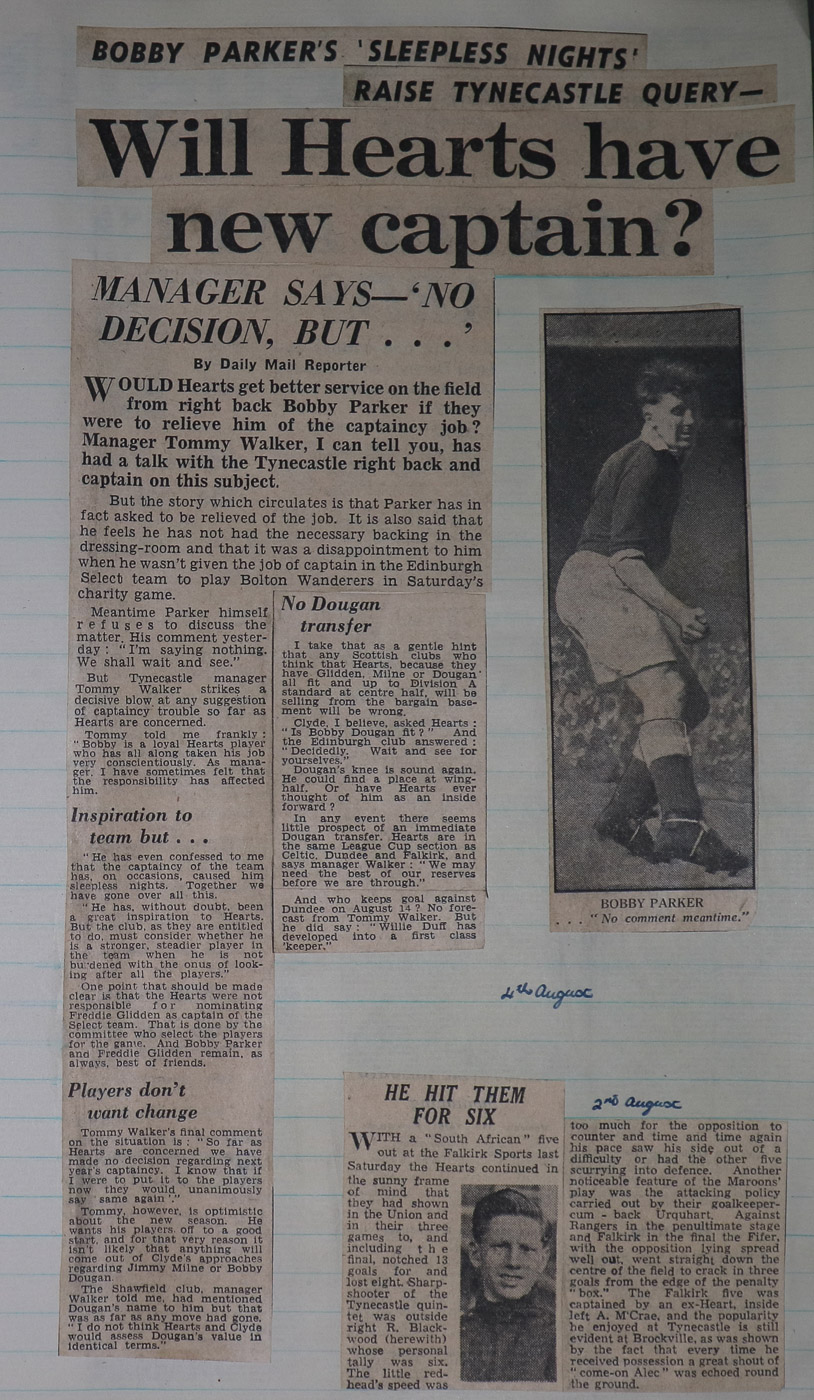 BOBBY PARKER'S 'SLEEPLESS NIGHTS'
RAISE TYNECASTLE QUERY—
Will Hearts have
new captain?
MANAGER SAYS—'NO
DECISION, BUT . . .'
By Daily Mail Reporter
WOULD Hearts get better service on the field
from right back Bobby Parker if they
were to relieve him of the captaincy job?
Manager Tommy Walker, I can tell you, has
had a talk with the Tynecastle right back and
captain on this subject.
But the story which circulates is that Parker has in
fact asked to be relieved of the job. It is also said that
he feels he has not had the necessary backing in the
dressing-room and that it was a disappointment to him
when he wasn't given the job of captain in the Edinburgh
Select team to play Bolton Wanderers in Saturday's
charity game.
Meantime Parker himself
refuses to discuss the
matter. His comment yester-
day: "I'm saying nothing.
We shall wait and see."
But Tynecastle manager
Tommy Walker strikes a
decisive blow at any suggestion
of captaincy trouble so far as
Hearts are concerned.
Tommy told me frankly:
"Bobby is a loyal Hearts player
who has all along taken his job
very conscientiously. As mana-
ger, I have sometimes felt that
the responsibility has affected
him.
Inspiration to
team but . . .
"He has even confessed to me
that the captaincy of the team
has, on occasions, caused him
sleepless nights. Together we
have gone over all this.
"He has, without doubt, been
a great inspiration to Hearts.
But the club, as they are entitled
to do, must consider whether he
is a stronger, steadier player in
the team when he is not
burdened with the onus of look-
ing after all the players."
One point that should be made
clear is that the Hearts were not
responsible for nominating
Freddie Glidden as captain of the
Select team. That is done by the
committee who select the players
for the game. And Bobby Parker
and Freddie Glidden remain, as
always, best of friends.
Players don't
want change
Tommy Walker's final comment
on the situation is: "So far as
Hearts are concerned we have
made no decision regarding next
year's captaincy. I know that if
I were to put it to the players
now they would unanimously
say 'same again'."
Tommy, however, is optimistic
about the new season. He
wants his players off to a good
start, and for that very reason it
isn't likely that anything will
come out of Clyde's approaches
regarding Jimmy Milne or Bobby
Dougan.
The Shawfield club, manager
Walker told me, had mentioned
Dougan's name to him but that
was as far as any move had gone.
"I do not think Hearts and Clyde
would assess Dougan's value in
identical terms."
No Dougan
transfer
I take that as a gentle hint
that any Scottish clubs who
think that Hearts, because they
have Glidden, Milne or Dougan
all fit and up to Division A
standard at centre half, will be
selling from the bargain base-
ment will be wrong.
Clyde, I believe, asked Hearts:
"Is Bobby Dougan fit?" And
the Edinburgh club answered:
"Decidedly. Wait and see for
yourselves."
Dougan's knee is sound again.
He could find a place at wing-
half. Or have Hearts ever
thought of him as an inside
forward?
In any event there seems
little prospect of an immediate
Dougan transfer. Hearts are in
the same League Cup section as
Celtic, Dundee and Falkirk, and
says manager Walker: "We may
need the best of our reserves
before we are through."
And who keeps goal against
Dundee on August 14? No fore-
cast from Tommy Walker. But
he did say: "Willie Duff has
developed into a first class
'keeper."
BOBBY PARKER
. . . "No comment meantime."
4th August
HE HIT THEM
FOR SIX
WITH a "South African" five
out at the Falkirk Sports last
Saturday the Hearts continued in
the sunny frame
of mind that
they had shown
in the Union and
in their three
games to, and
including the
final, notched 13
goals for and
lost eight. Sharp-
shooter of the
Tynecastle quin-
tet was outside
right R. Black-
wood (herewith)
whose personal
tally was six.
The little red-
head's speed was
2nd August
too much for the opposition to
counter and time and time again
his pace saw his side out of a
difficulty or had the other five
scurrying into defence. Another
noticeable feature of the Maroons'
play was the attacking policy
carried out by their goalkeeper-
cum-back Urquhart. Against
Rangers in the penultimate stage
and Falkirk in the final the Fifer,
with the opposition lying spread
well out, went straight down the
centre of the field to crack in three
goals from the edge of the penalty
"box." The Falkirk five was
captained by an ex-Heart, inside
left A. M'Crae, and the popularity
he enjoyed at Tynecastle is still
evident at Brockville, as was shown
by the fact that every time he
received possession a great shout of
"come-on Alec" was echoed round
the ground.